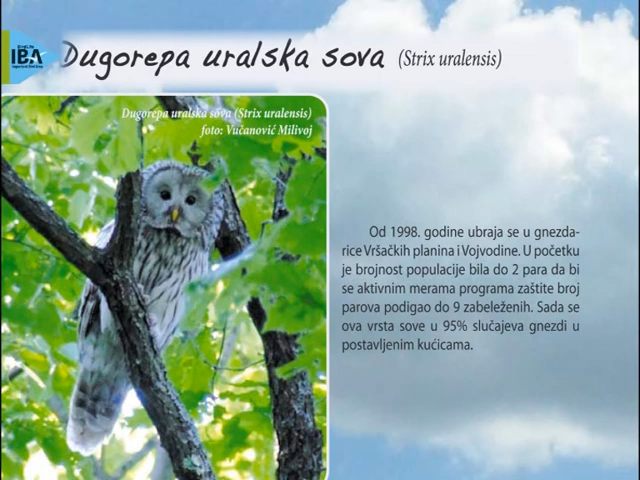 IBA
Dugorepa uralska sova (Strix uralensis)
Dugorepa uralska sova (Strix uralensis)
foto: Vučanović Milivoj
Od 1998. godine ubraja se u gnezda-
rice Vršačkih planina i Vojvodine. U početku
je brojnost populacije bila do 2 para da bi
se aktivnim merama programa zaštite broj
parova podigao do 9 zabeleženih. Sada se
ova vrsta sove u 95% slučajeva gnezdi u
postavljenim kućicama.